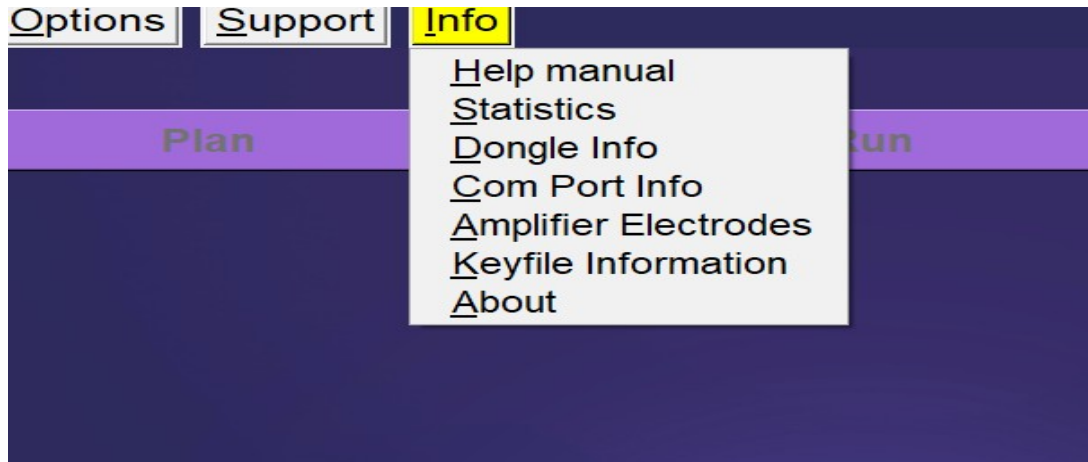 Options Support Info
Help manual
Statistics
Plan
Dongle Info
Com Port Info
Amplifier Electrodes
Keyfile Information
About